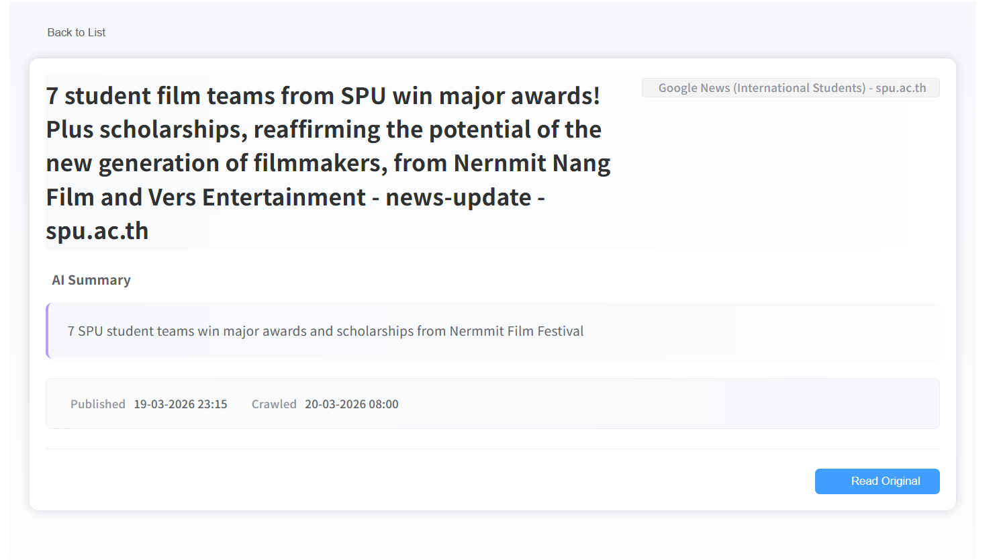 Back to List
7 student film teams from SPU win major awards!
Plus scholarships, reaffirming the potential of the
new generation of filmmakers, from Nernmit Nang
Film and Vers Entertainment - news-update -
spu.ac.th
Google News (International Students) - spu.ac.th
AI Summary
7 SPU student teams win major awards and scholarships from Nermmit Film Festival
Published 19-03-2026 23:15 Crawled 20-03-2026 08:00
Read Original